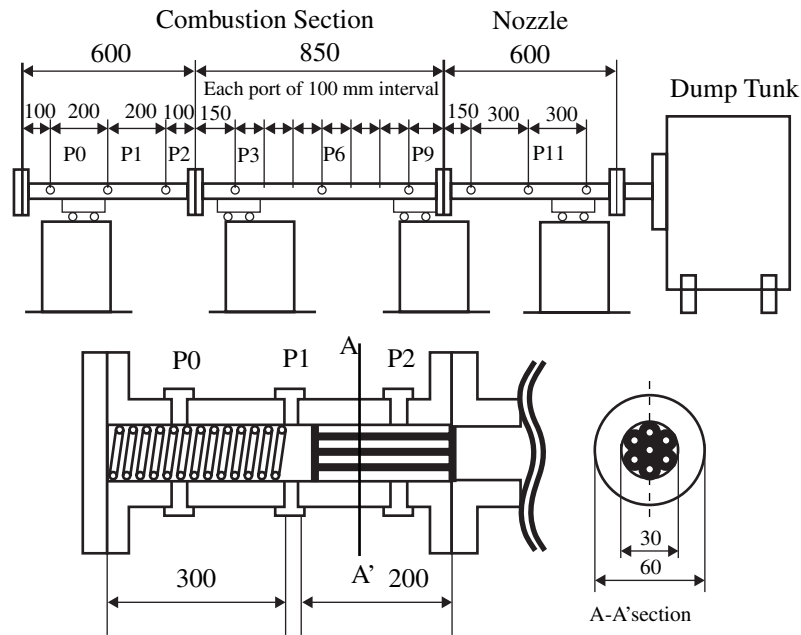 Combustion Section
Nozzle
600
850
600
Dump Tunk
Each port of 100 mm interval
100
200
200
100
150
150
300
300
P0
P1
P2
P3
P6
P9
P11
P0
P1
A
P2
A'
300
200
30
60
A-A'section